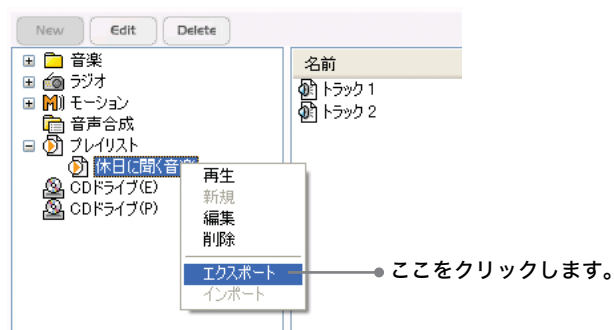 New Edit Delete
音楽
ラジオ
モーション
音声合成
プレイリスト
休日に聞く音楽
CDドライブ(E)
CDドライブ(P)
名前
トラック 1
トラック 2
再生
新規
編集
削除
エクスポート
インポート
ここをクリックします。